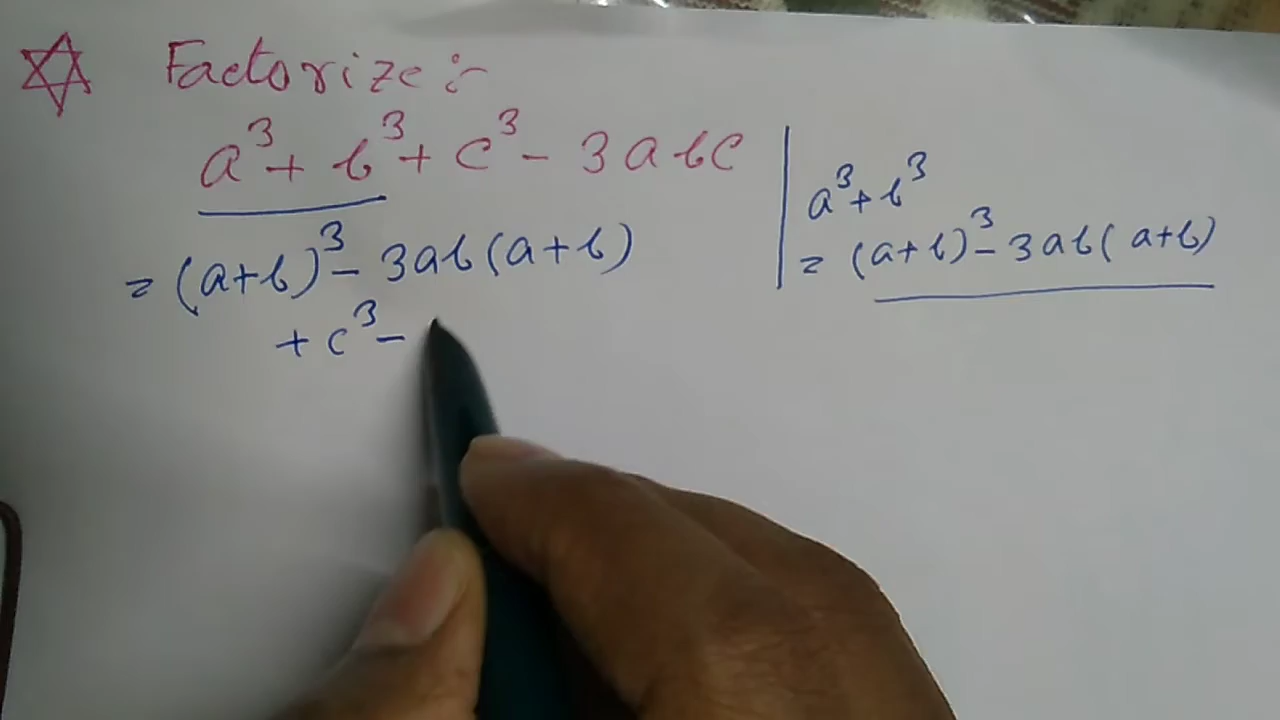 Factorize :-
a³ + b³ + c³ - 3abc
= (a+b)³ - 3ab(a+b)
+ c³ -
a³ + b³
= (a+b)³ - 3ab(a+b)